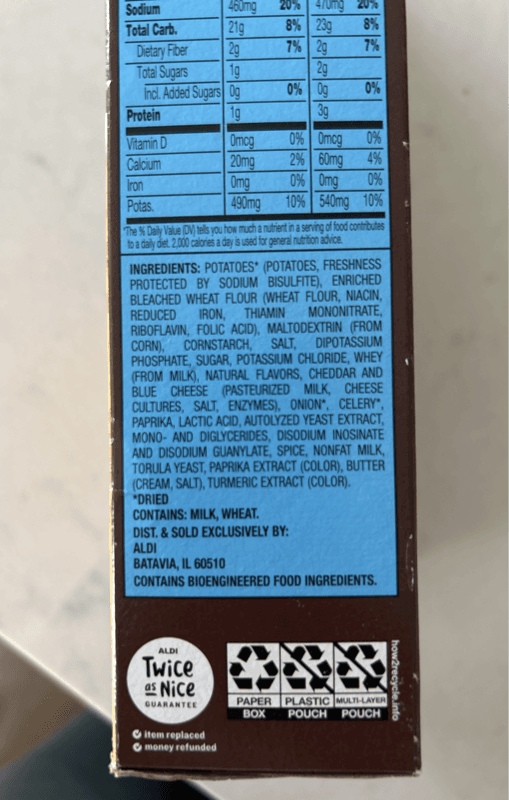 Sodium 460mg 20% 470mg 20%
Total Carb. 21g 8% 23g 8%
Dietary Fiber 2g 7% 2g 7%
Total Sugars 1g 2g
Incl. Added Sugars 0g 0% 0g 0%
Protein 1g 3g
Vitamin D 0mcg 0% 0mcg 0%
Calcium 20mg 2% 60mg 4%
Iron 0mg 0% 0mg 0%
Potas. 490mg 10% 540mg 10%
*The % Daily Value (DV) tells you how much a nutrient in a serving of food contributes
to a daily diet. 2,000 calories a day is used for general nutrition advice.
INGREDIENTS: POTATOES* (POTATOES, FRESHNESS
PROTECTED BY SODIUM BISULFITE), ENRICHED
BLEACHED WHEAT FLOUR (WHEAT FLOUR, NIACIN,
REDUCED IRON, THIAMIN MONONITRATE,
RIBOFLAVIN, FOLIC ACID), MALTODEXTRIN (FROM
CORN), CORNSTARCH, SALT, DIPOTASSIUM
PHOSPHATE, SUGAR, POTASSIUM CHLORIDE, WHEY
(FROM MILK), NATURAL FLAVORS, CHEDDAR AND
BLUE CHEESE (PASTEURIZED MILK, CHEESE
CULTURES, SALT, ENZYMES), ONION*, CELERY*,
PAPRIKA, LACTIC ACID, AUTOLYZED YEAST EXTRACT,
MONO- AND DIGLYCERIDES, DISODIUM INOSINATE
AND DISODIUM GUANYLATE, SPICE, NONFAT MILK,
TORULA YEAST, PAPRIKA EXTRACT (COLOR), BUTTER
(CREAM, SALT), TURMERIC EXTRACT (COLOR).
*DRIED
CONTAINS: MILK, WHEAT.
DIST. & SOLD EXCLUSIVELY BY:
ALDI
BATAVIA, IL 60510
CONTAINS BIOENGINEERED FOOD INGREDIENTS.
ALDI
Twice
as Nice
GUARANTEE
item replaced
money refunded
PAPER PLASTIC MULTI-LAYER
BOX POUCH POUCH
how2recycle.info